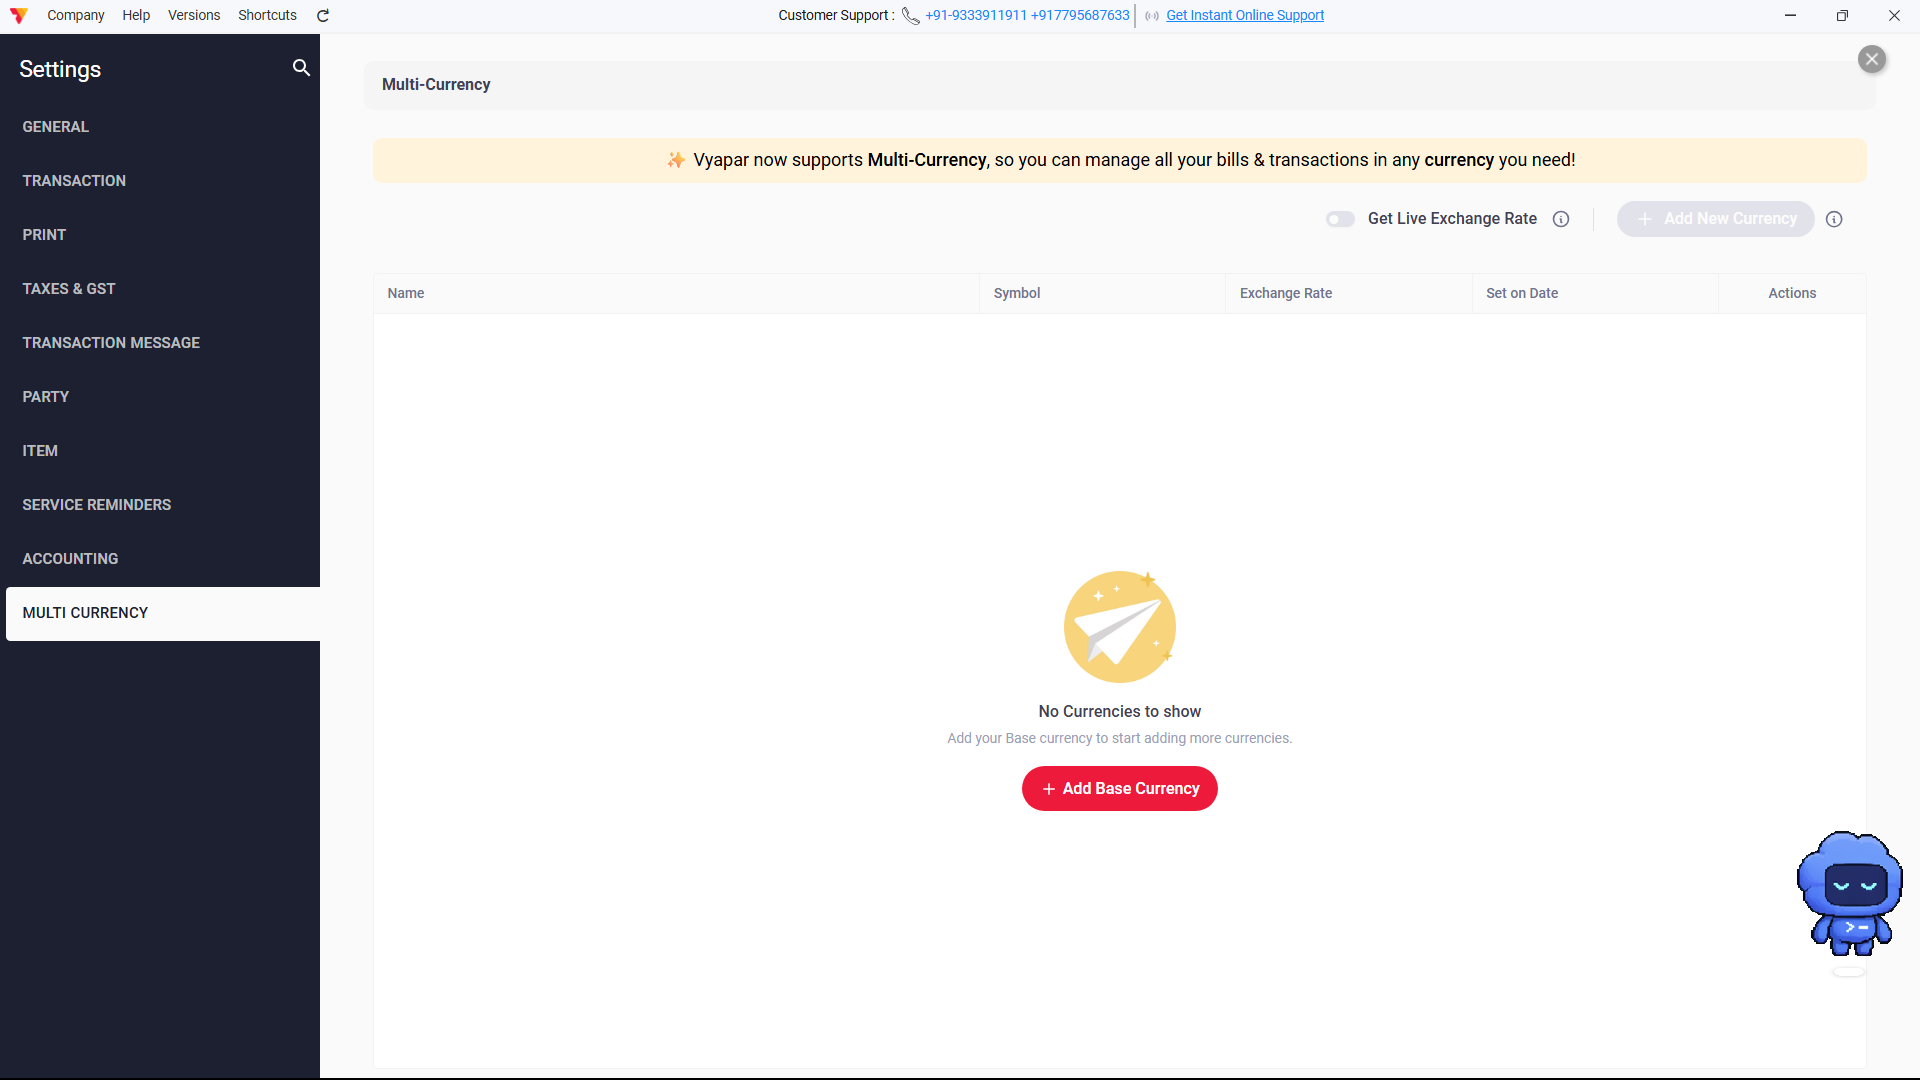 Company Help Versions Shortcuts
Customer Support : +91-9333911911 +917795687633 Get Instant Online Support
Settings
GENERAL
TRANSACTION
PRINT
TAXES & GST
TRANSACTION MESSAGE
PARTY
ITEM
SERVICE REMINDERS
ACCOUNTING
MULTI CURRENCY
Multi-Currency
✨ Vyapar now supports Multi-Currency, so you can manage all your bills & transactions in any currency you need!
Get Live Exchange Rate + Add New Currency
Name Symbol Exchange Rate Set on Date Actions
No Currencies to show
Add your Base currency to start adding more currencies.
+ Add Base Currency